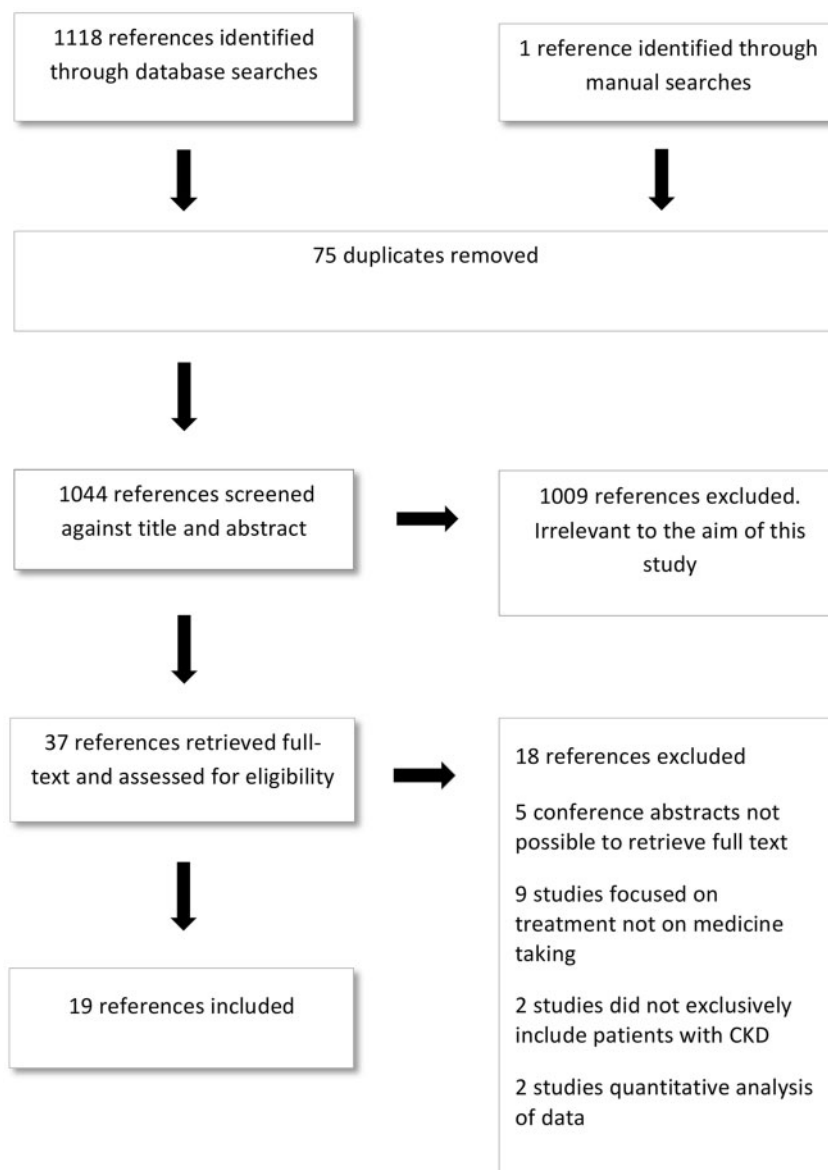 1118 references identified
through database searches
1 reference identified through
manual searches
75 duplicates removed
1044 references screened
against title and abstract
1009 references excluded.
Irrelevant to the aim of this
study
37 references retrieved full-
text and assessed for eligibility
18 references excluded
5 conference abstracts not
possible to retrieve full text
9 studies focused on
treatment not on medicine
taking
2 studies did not exclusively
include patients with CKD
2 studies quantitative analysis
of data
19 references included